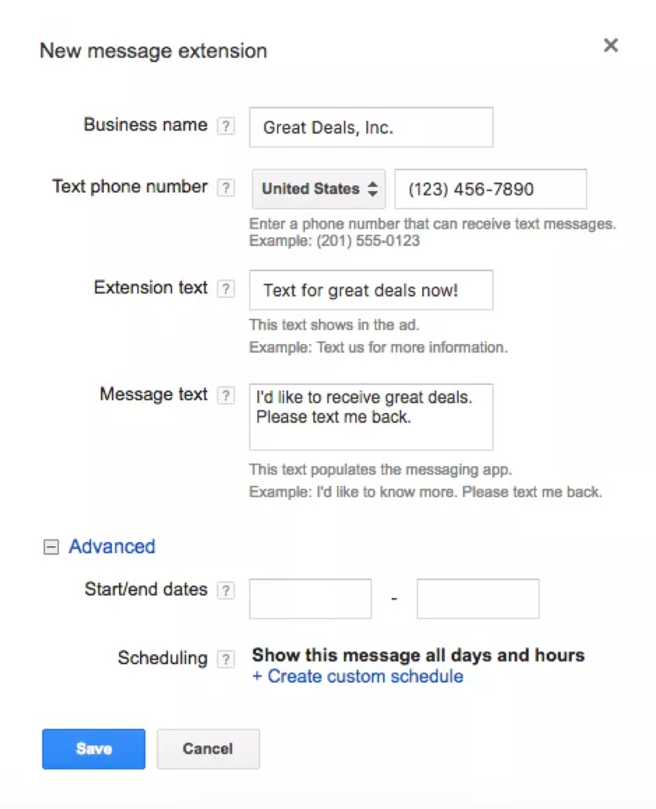 New message extension ×
Business name ? Great Deals, Inc.
Text phone number ? United States (123) 456-7890
Enter a phone number that can receive text messages.
Example: (201) 555-0123
Extension text ? Text for great deals now!
This text shows in the ad.
Example: Text us for more information.
Message text ? I'd like to receive great deals.
Please text me back.
This text populates the messaging app.
Example: I'd like to know more. Please text me back.
Advanced
Start/end dates ? -
Scheduling ? Show this message all days and hours
+ Create custom schedule
Save Cancel